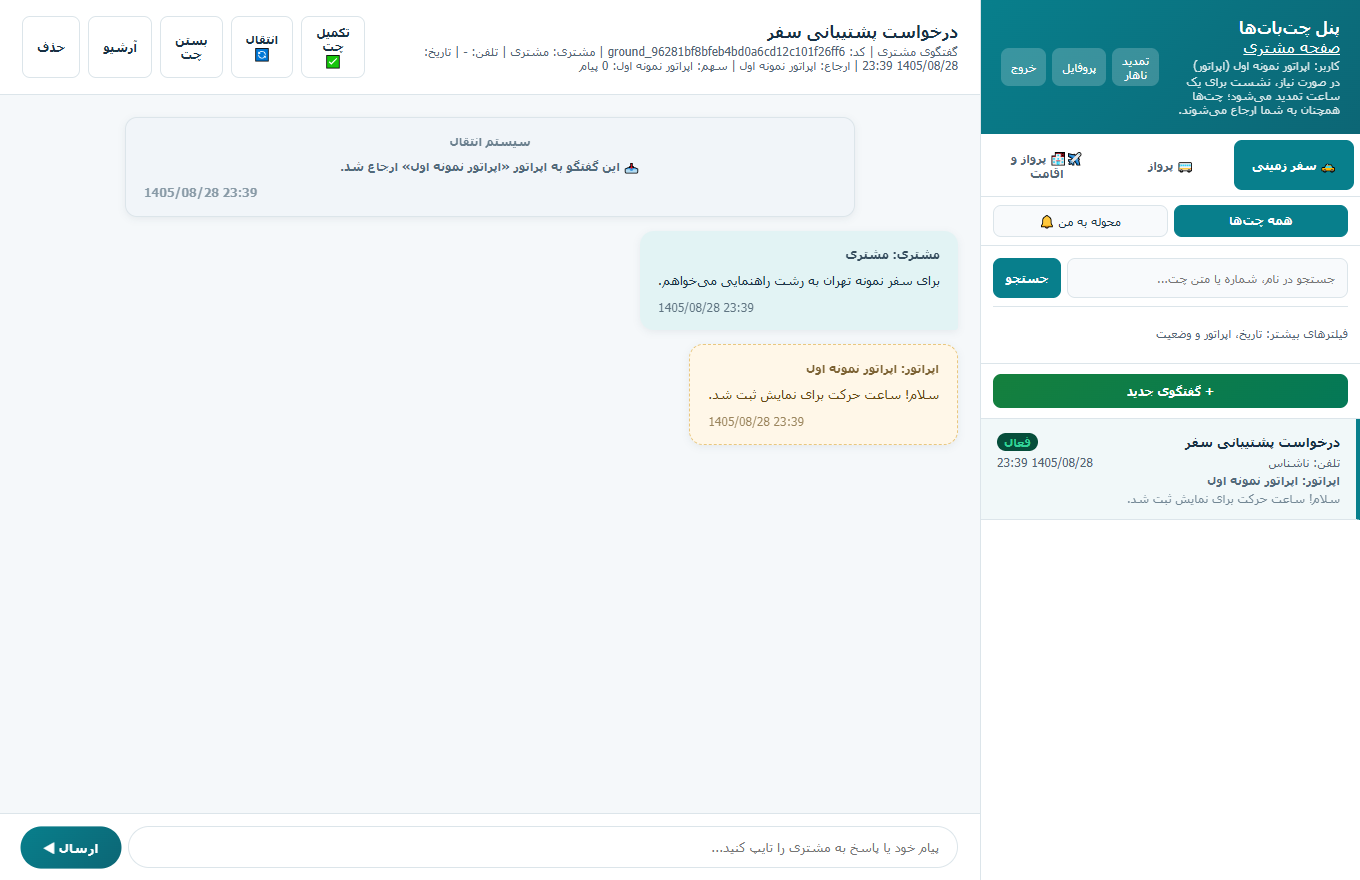 پنل چت‌بات‌ها
صفحه مشتری
کاربر: اپراتور نمونه اول (اپراتور)
در صورت نیاز، نشست برای یک
ساعت تمدید می‌شود؛ چت‌ها
همچنان به شما ارجاع می‌شوند.
تمدید
ناهار
پروفایل
خروج
🚕 سفر زمینی
🚌 پرواز
✈️🏨 پرواز و
اقامت
همه چت‌ها
محوله به من 🔔
جستجو در نام، شماره یا متن چت...
جستجو
فیلترهای بیشتر: تاریخ، اپراتور و وضعیت
+ گفتگوی جدید
درخواست پشتیبانی سفر
فعال
تلفن: ناشناس
1405/08/28 23:39
اپراتور: اپراتور نمونه اول
سلام! ساعت حرکت برای نمایش ثبت شد.
درخواست پشتیبانی سفر
گفتگوی مشتری | کد: ground_96281bf8bfeb4bd0a6cd12c101f26ff6 | مشتری: مشتری | تلفن: - | تاریخ:
1405/08/28 23:39 | ارجاع: اپراتور نمونه اول | سهم: اپراتور نمونه اول: 0 پیام
تکمیل
چت
✅
انتقال
🔄
بستن
چت
آرشیو
حذف
سیستم انتقال
📥 این گفتگو به اپراتور «اپراتور نمونه اول» ارجاع شد.
1405/08/28 23:39
مشتری: مشتری
برای سفر نمونه تهران به رشت راهنمایی می‌خواهم.
1405/08/28 23:39
اپراتور: اپراتور نمونه اول
سلام! ساعت حرکت برای نمایش ثبت شد.
1405/08/28 23:39
پیام خود یا پاسخ به مشتری را تایپ کنید...
ارسال ◀